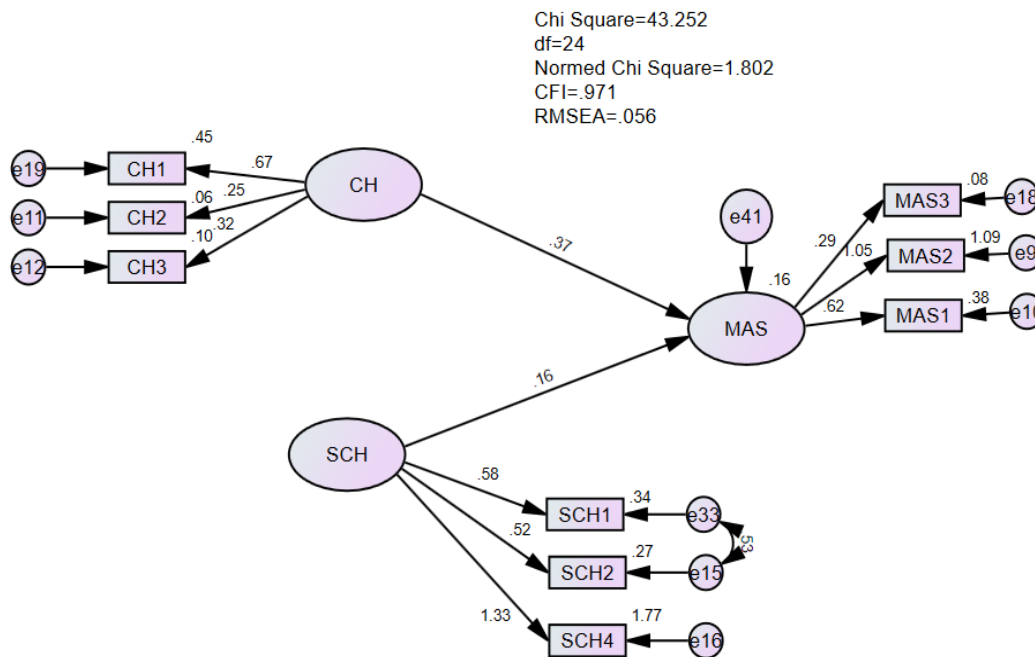 Chi Square=43.252
df=24
Normed Chi Square=1.802
CFI=.971
RMSEA=.056
.45
e19
CH1
.67
CH
.06
.25
e11
CH2
.10
.32
e12
CH3
.37
e41
.16
MAS
.08
e18
MAS3
.29
1.05
1.09
e9
MAS2
.62
.38
e10
MAS1
.16
SCH
.58
.34
SCH1
e33
.53
.52
.27
SCH2
e15
1.33
1.77
SCH4
e16